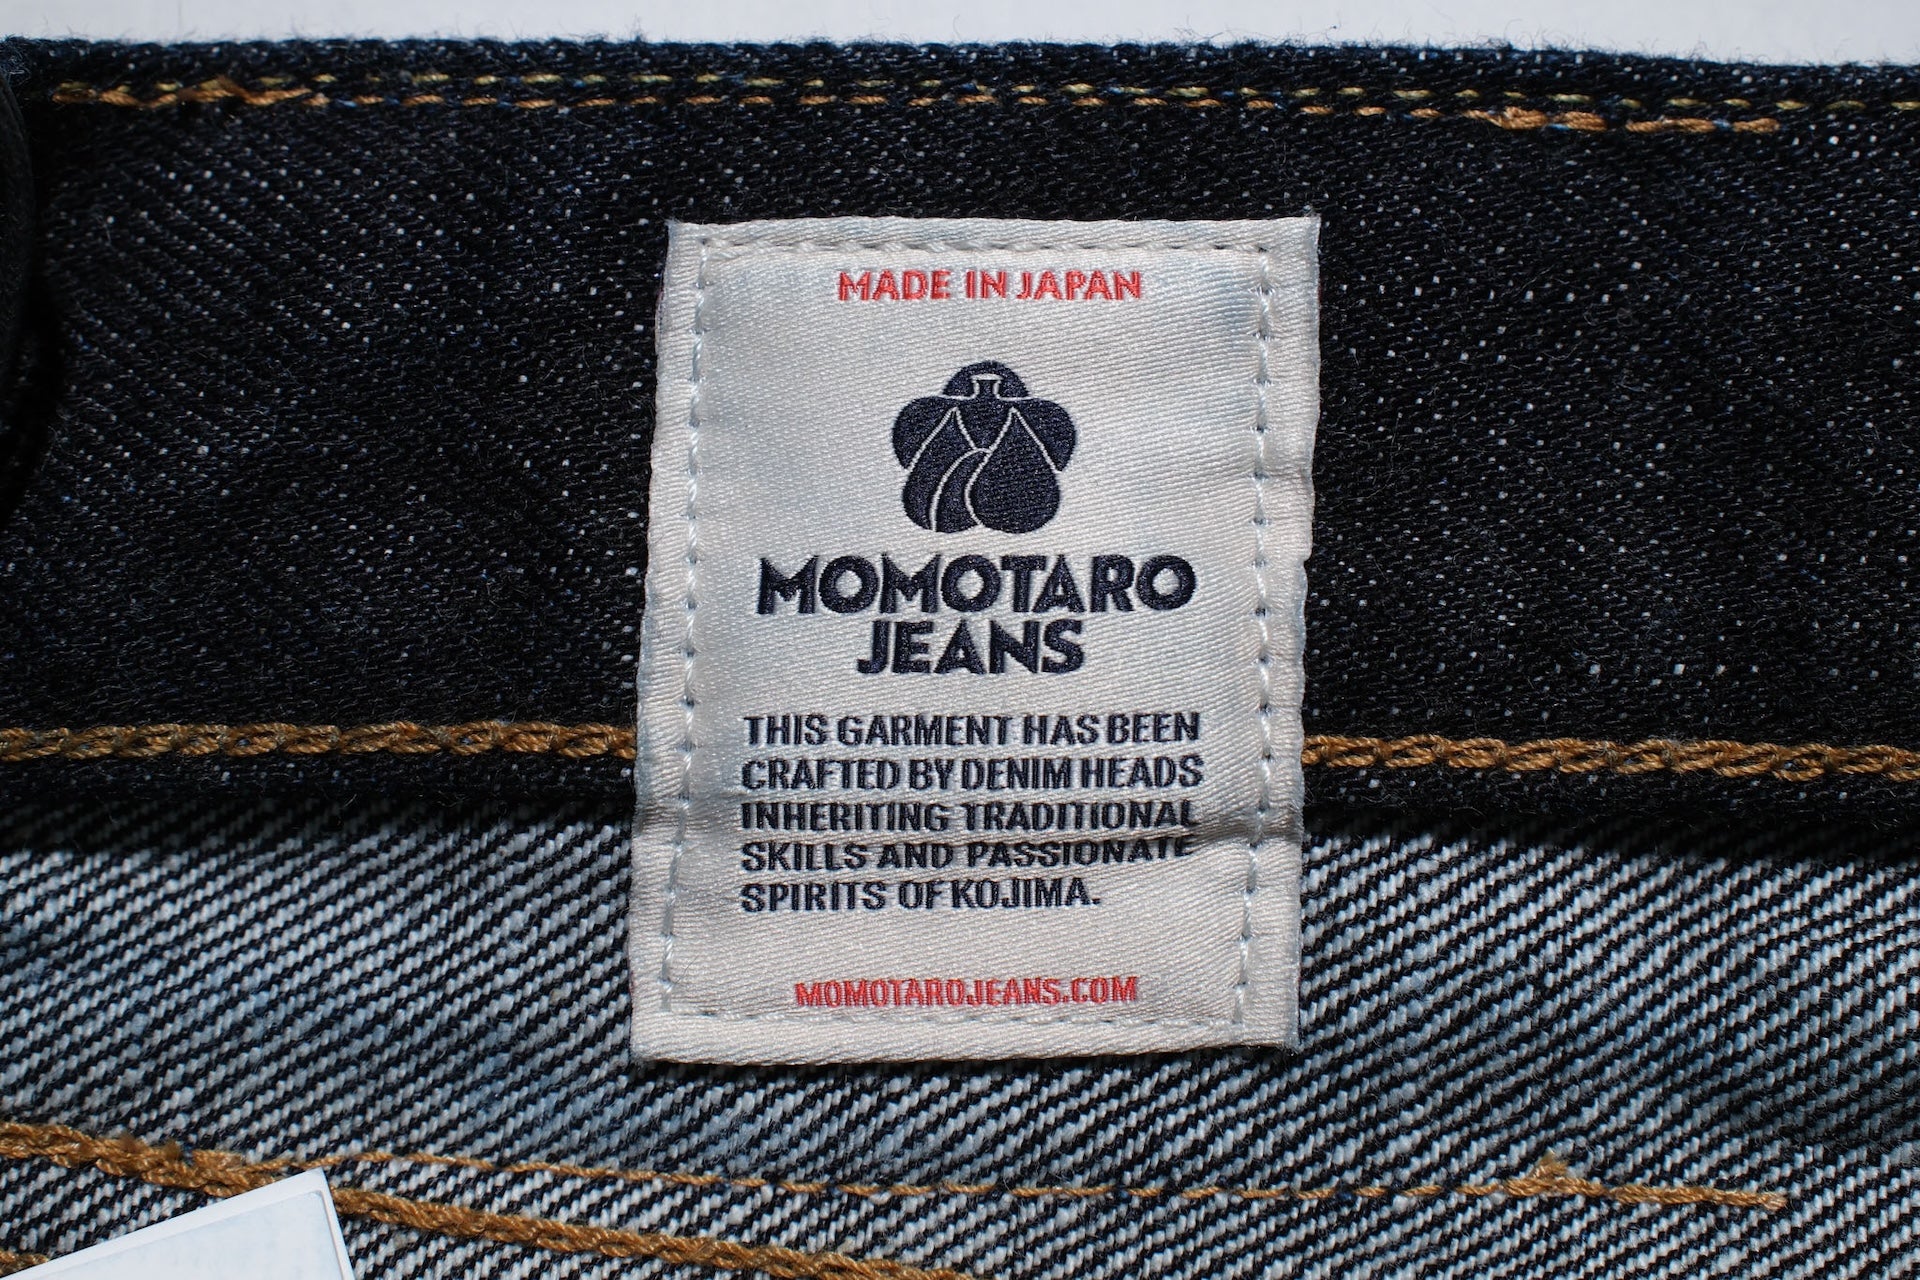 MADE IN JAPAN
MOMOTARO
JEANS
THIS GARMENT HAS BEEN
CRAFTED BY DENIM HEADS
INHERITING TRADITIONAL
SKILLS AND PASSIONATE
SPIRITS OF KOJIMA.
MOMOTAROJEANS.COM